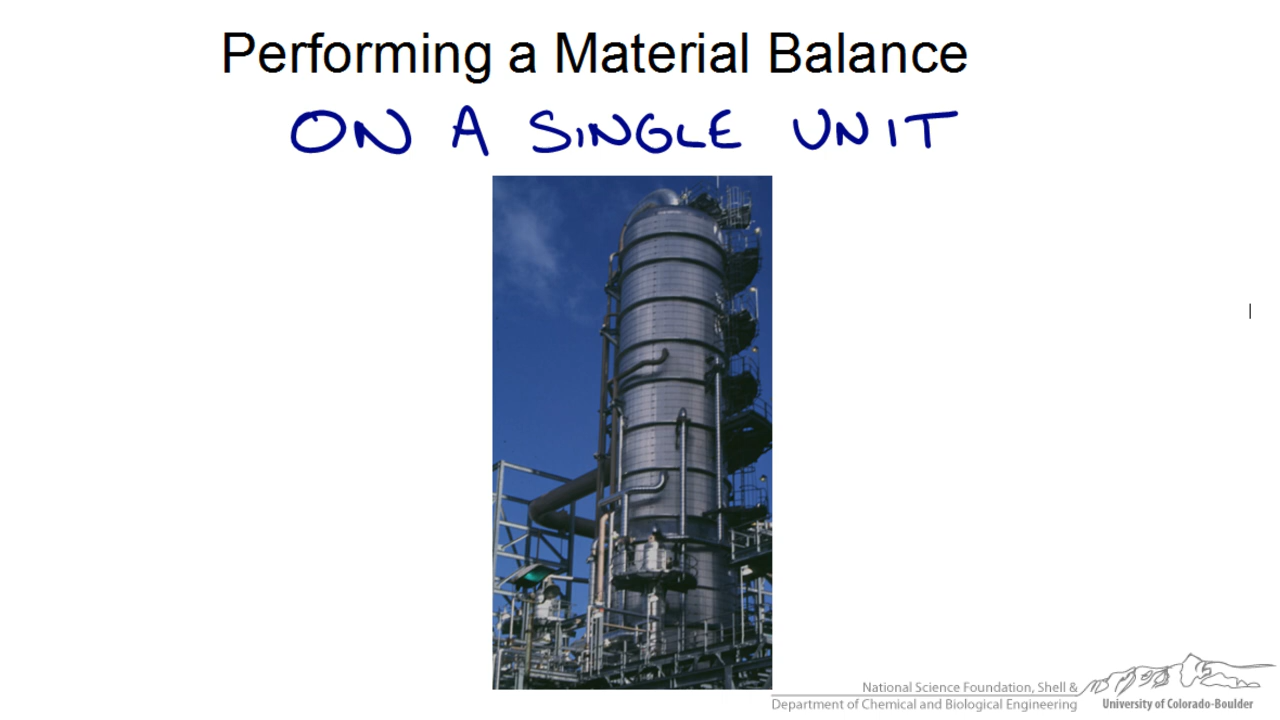 Performing a Material Balance
ON A SINGLE UNIT
National Science Foundation, Shell &
Department of Chemical and Biological Engineering
University of Colorado-Boulder